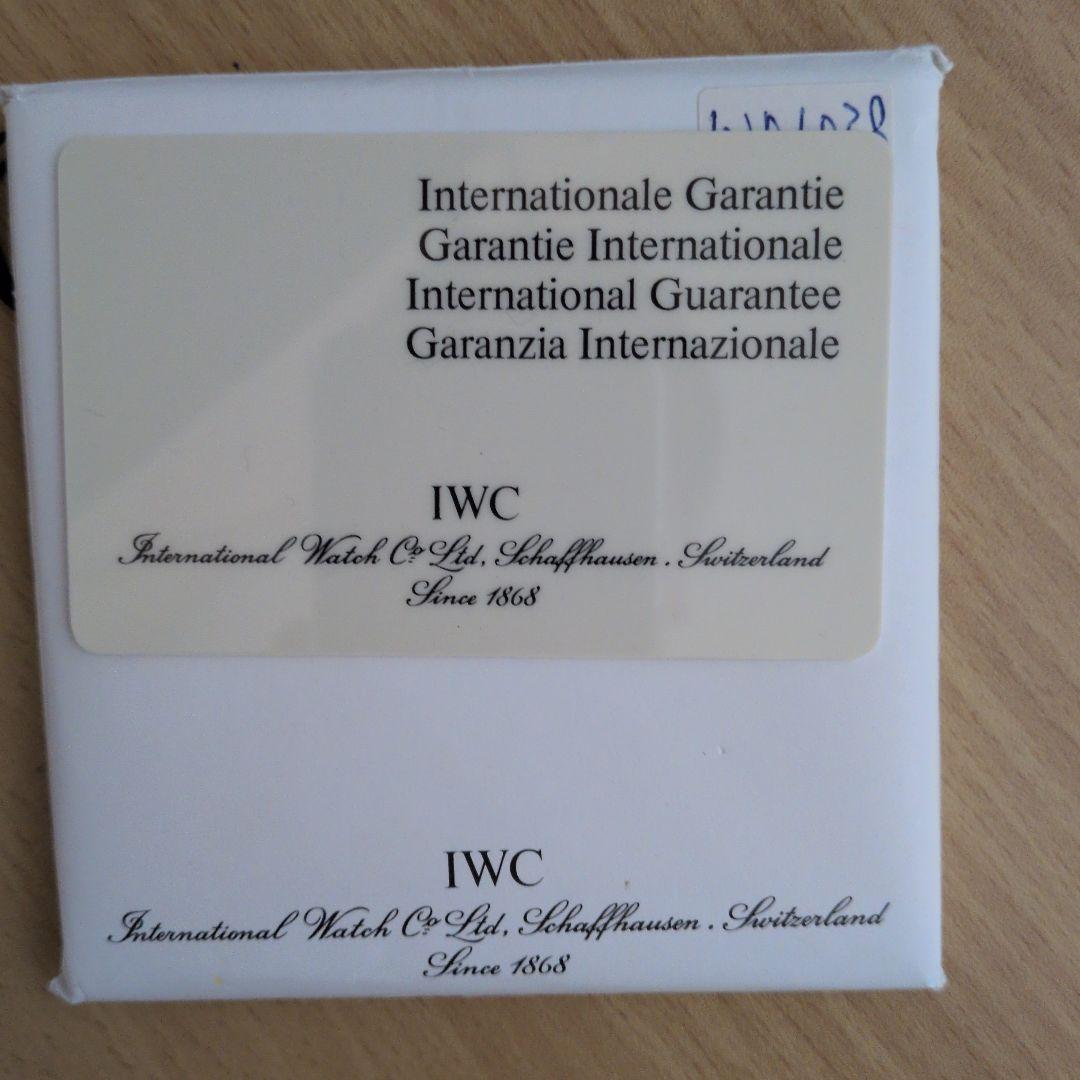 Internationale Garantie
Garantie Internationale
International Guarantee
Garanzia Internazionale
IWC
International Watch Co. Ltd, Schaffhausen . Switzerland
Since 1868
IWC
International Watch Co. Ltd, Schaffhausen . Switzerland
Since 1868